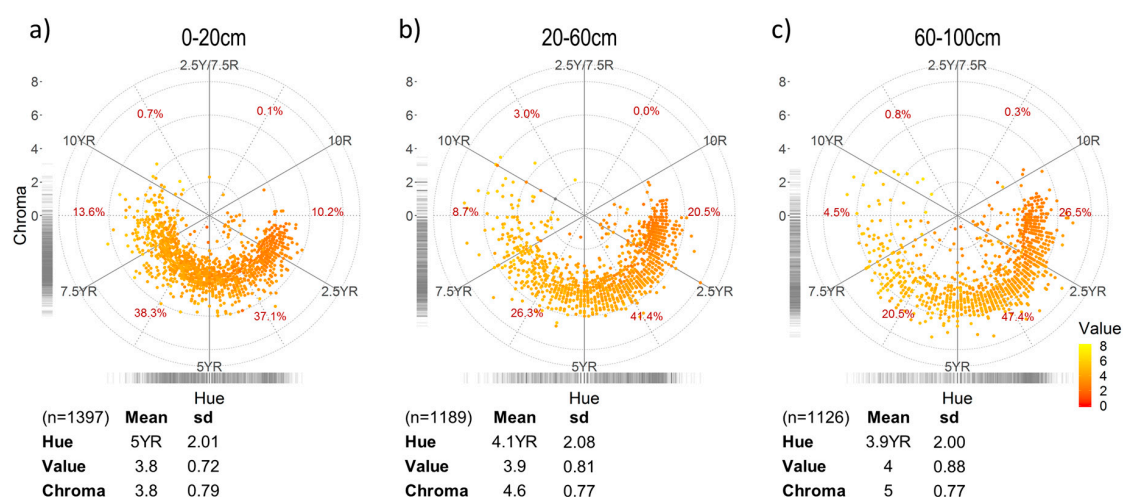 a)
0-20cm
2.5Y/7.5R
8
6
4
2
0
Chroma
0.7%
0.1%
10YR
10R
13.6%
10.2%
7.5YR
2.5YR
38.3%
37.1%
5YR
Hue
(n=1397) Mean sd
Hue 5YR 2.01
Value 3.8 0.72
Chroma 3.8 0.79
b)
20-60cm
2.5Y/7.5R
8
6
4
2
0
3.0%
0.0%
10YR
10R
8.7%
20.5%
7.5YR
2.5YR
26.3%
41.4%
5YR
Hue
(n=1189) Mean sd
Hue 4.1YR 2.08
Value 3.9 0.81
Chroma 4.6 0.77
c)
60-100cm
2.5Y/7.5R
8
6
4
2
0
0.8%
0.3%
10YR
10R
4.5%
26.5%
7.5YR
2.5YR
20.5%
47.4%
5YR
Hue
(n=1126) Mean sd
Hue 3.9YR 2.00
Value 4 0.88
Chroma 5 0.77
Value
8
6
4
2
0